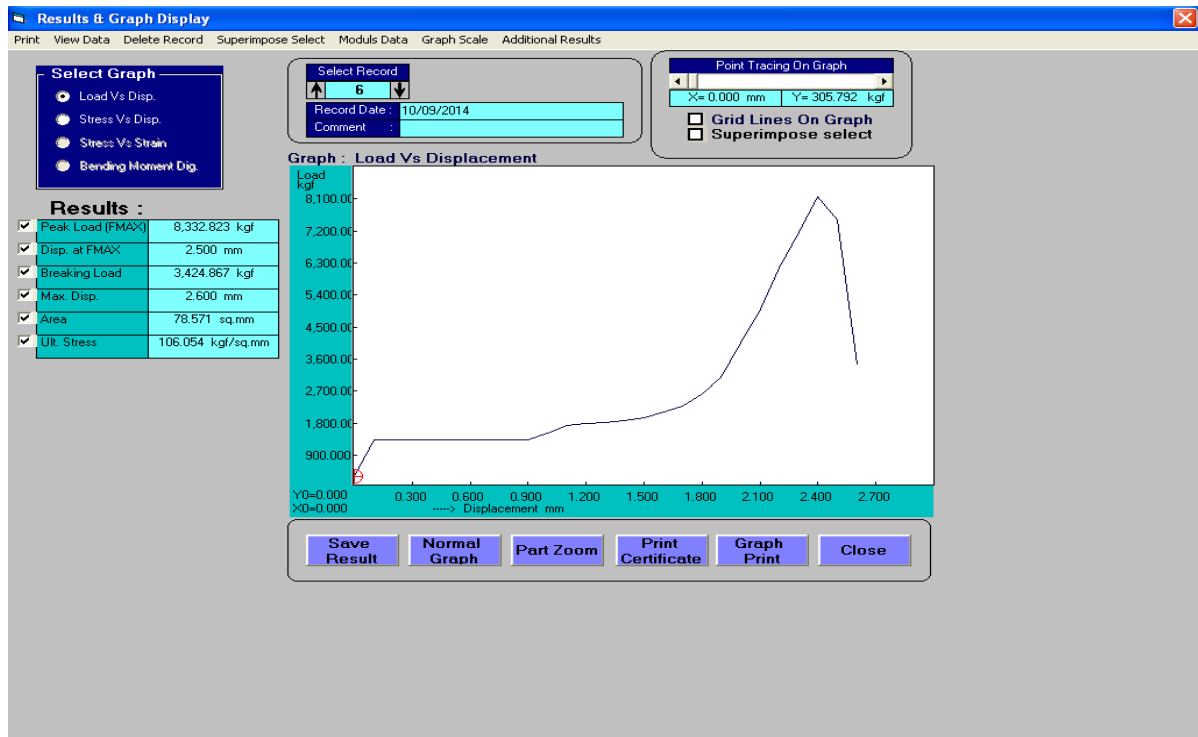 Results & Graph Display
Print View Data Delete Record Superimpose Select Moduls Data Graph Scale Additional Results
Select Graph
Load Vs Disp.
Stress Vs Disp.
Stress Vs Strain
Bending Moment Dig.
Select Record
6
Record Date : 10/09/2014
Comment :
Point Tracing On Graph
X= 0.000 mm Y= 305.792 kgf
Grid Lines On Graph
Superimpose select
Results :
Peak Load (FMAX) 8,332.823 kgf
Disp. at FMAX 2.500 mm
Breaking Load 3,424.867 kgf
Max. Disp. 2.600 mm
Area 78.571 sq.mm
Ult. Stress 106.054 kgf/sq.mm
Graph : Load Vs Displacement
Load
kgf
8,100.00
7,200.00
6,300.00
5,400.00
4,500.00
3,600.00
2,700.00
1,800.00
900.000
Y0=0.000 0.300 0.600 0.900 1.200 1.500 1.800 2.100 2.400 2.700
X0=0.000 ----> Displacement mm
Save Result
Normal Graph
Part Zoom
Print Certificate
Graph Print
Close